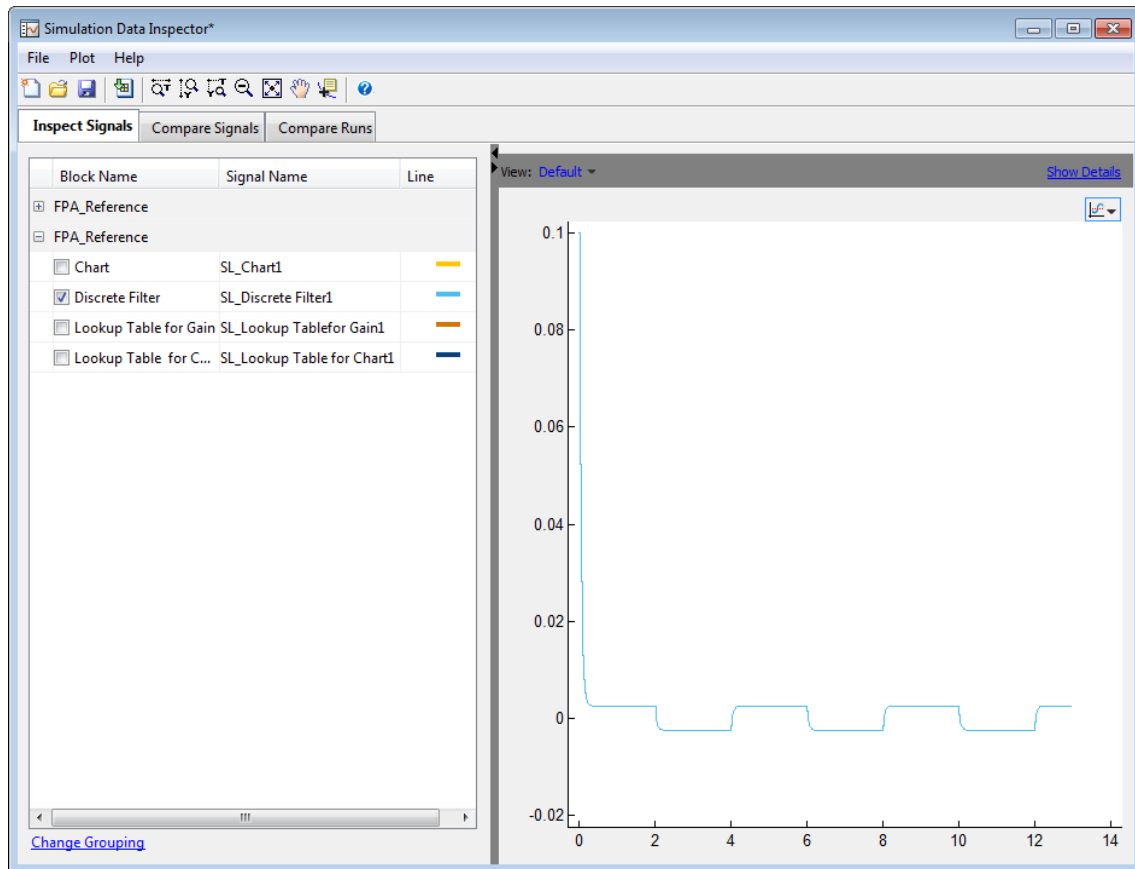 Simulation Data Inspector*
File Plot Help
Inspect Signals Compare Signals Compare Runs
Block Name Signal Name Line
FPA_Reference
FPA_Reference
Chart SL_Chart1
Discrete Filter SL_Discrete Filter1
Lookup Table for Gain SL_Lookup Tablefor Gain1
Lookup Table for C... SL_Lookup Table for Chart1
Change Grouping
View: Default Show Details
0.1
0.08
0.06
0.04
0.02
0
-0.02
0 2 4 6 8 10 12 14